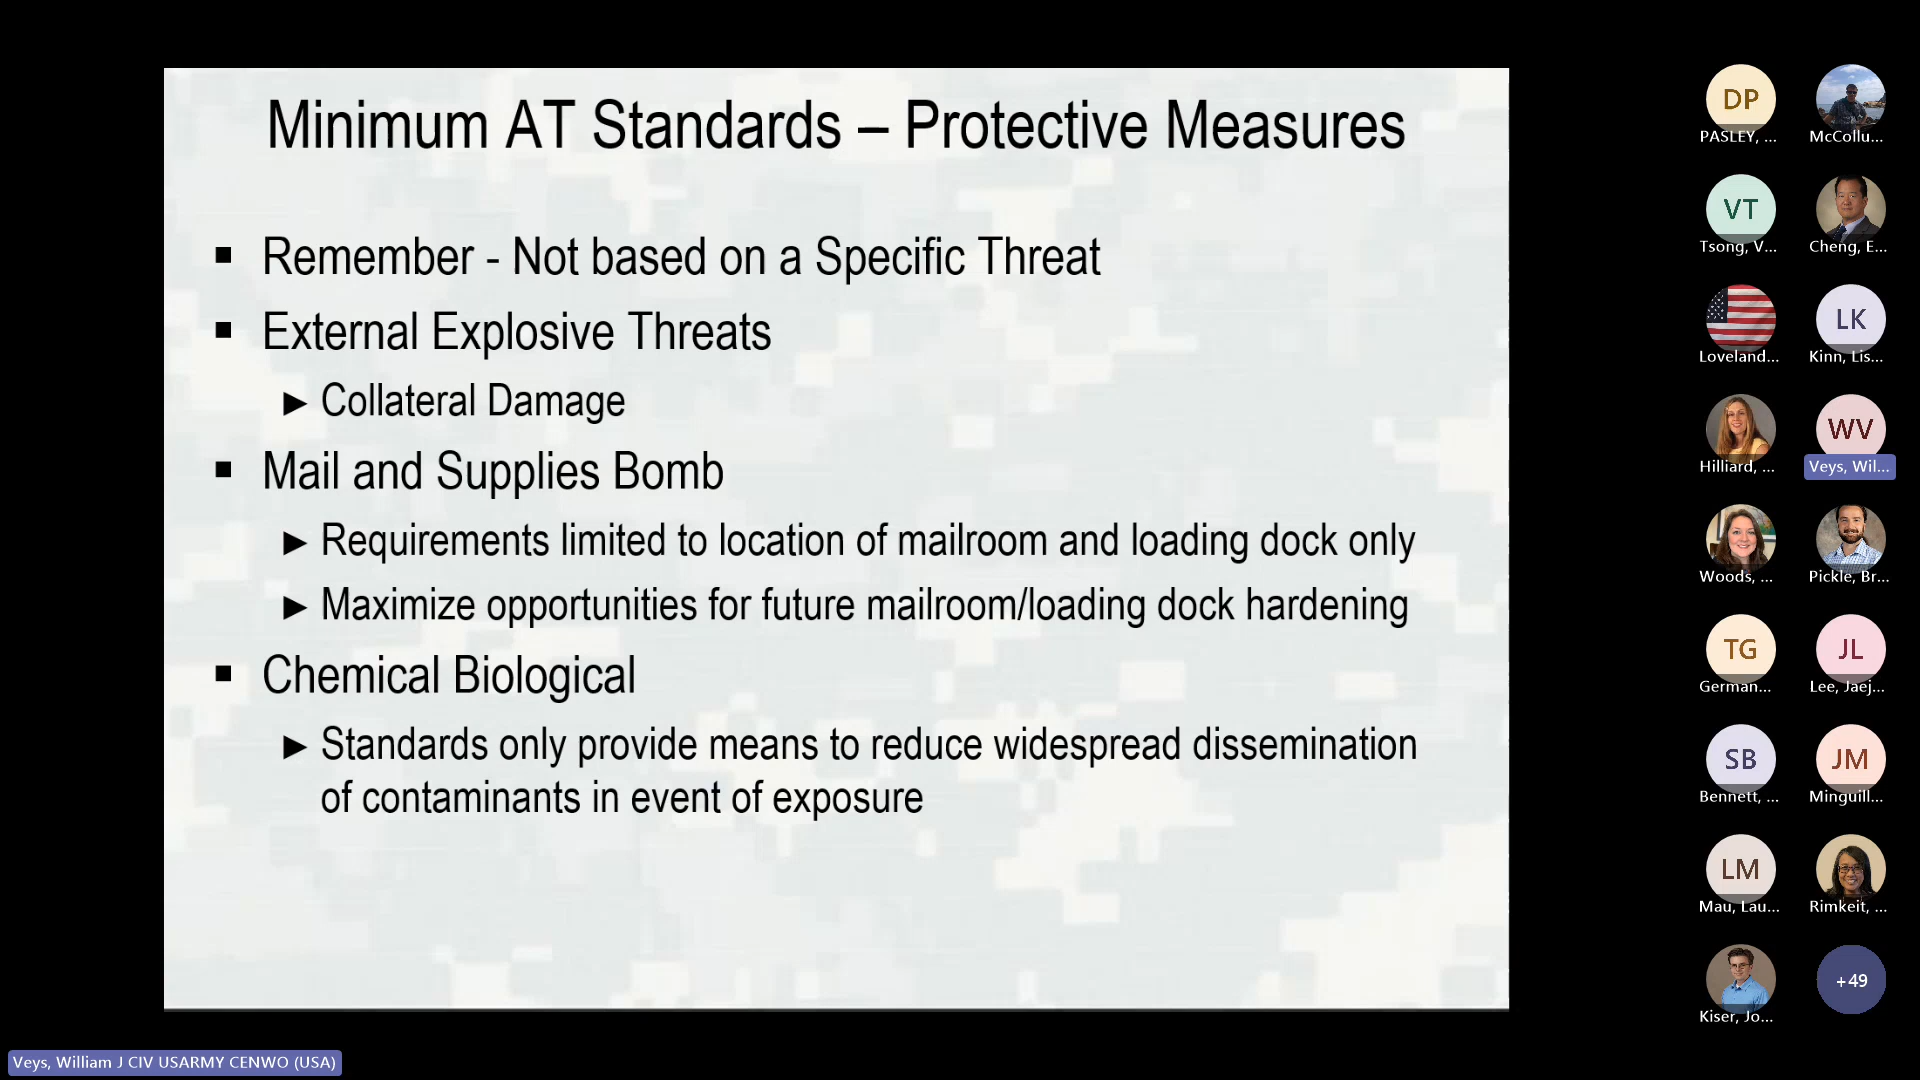 Minimum AT Standards – Protective Measures
▪ Remember - Not based on a Specific Threat
▪ External Explosive Threats
► Collateral Damage
▪ Mail and Supplies Bomb
► Requirements limited to location of mailroom and loading dock only
► Maximize opportunities for future mailroom/loading dock hardening
▪ Chemical Biological
► Standards only provide means to reduce widespread dissemination
of contaminants in event of exposure
DP
PASLEY, ...
McCollu...
VT
Tsong, V...
Cheng, E...
Loveland...
LK
Kinn, Lis...
Hilliard, ...
WV
Veys, Wil...
Woods, ...
Pickle, Br...
TG
German...
JL
Lee, Jaej...
SB
Bennett, ...
JM
Minguill...
LM
Mau, Lau...
Rimkeit, ...
Kiser, Jo...
+49
Veys, William J CIV USARMY CENWO (USA)